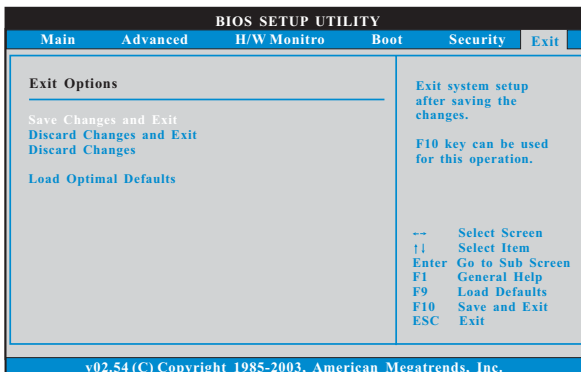 BIOS SETUP UTILITY
Main Advanced H/W Monitro Boot Security Exit
Exit Options
Save Changes and Exit
Discard Changes and Exit
Discard Changes
Load Optimal Defaults
Exit system setup
after saving the
changes.
F10 key can be used
for this operation.
←→ Select Screen
↑↓ Select Item
Enter Go to Sub Screen
F1 General Help
F9 Load Defaults
F10 Save and Exit
ESC Exit
v02.54 (C) Copyright 1985-2003, American Megatrends, Inc.